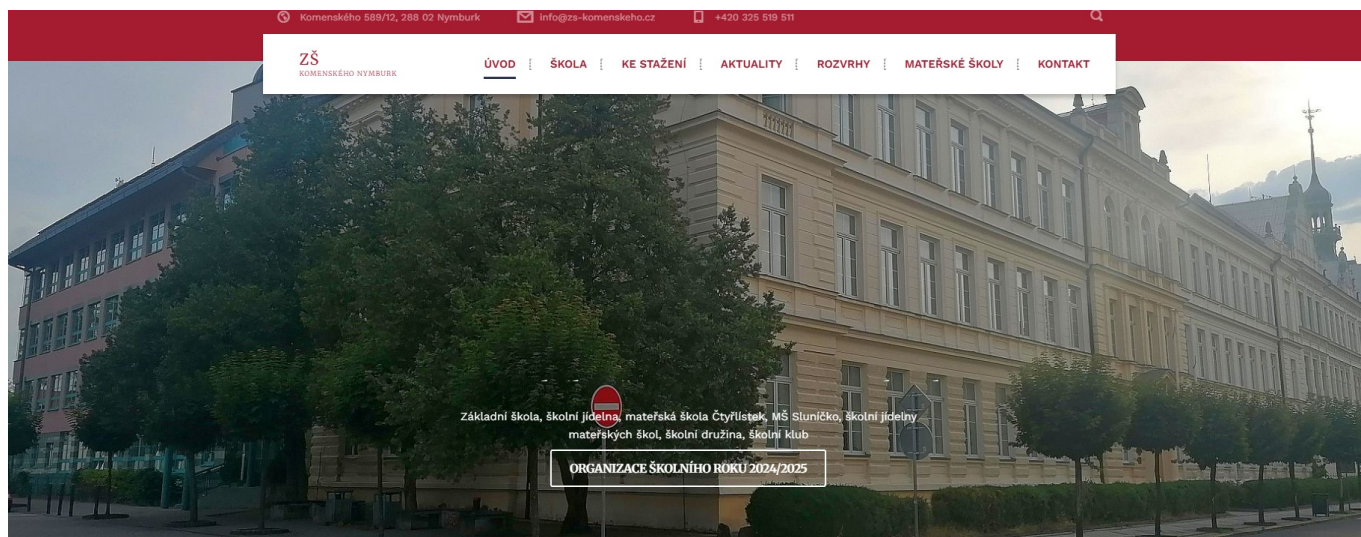 Komenského 589/12, 288 02 Nymburk info@zs-komenskeho.cz +420 325 519 511
ZŠ
KOMENSKÉHO NYMBURK
ÚVOD ŠKOLA KE STAŽENÍ AKTUALITY ROZVRHY MATEŘSKÉ ŠKOLY KONTAKT
Základní škola, školní jídelna, mateřská škola Čtyřlístek, MŠ Sluníčko, školní jídelny
mateřských škol, školní družina, školní klub
ORGANIZACE ŠKOLNÍHO ROKU 2024/2025